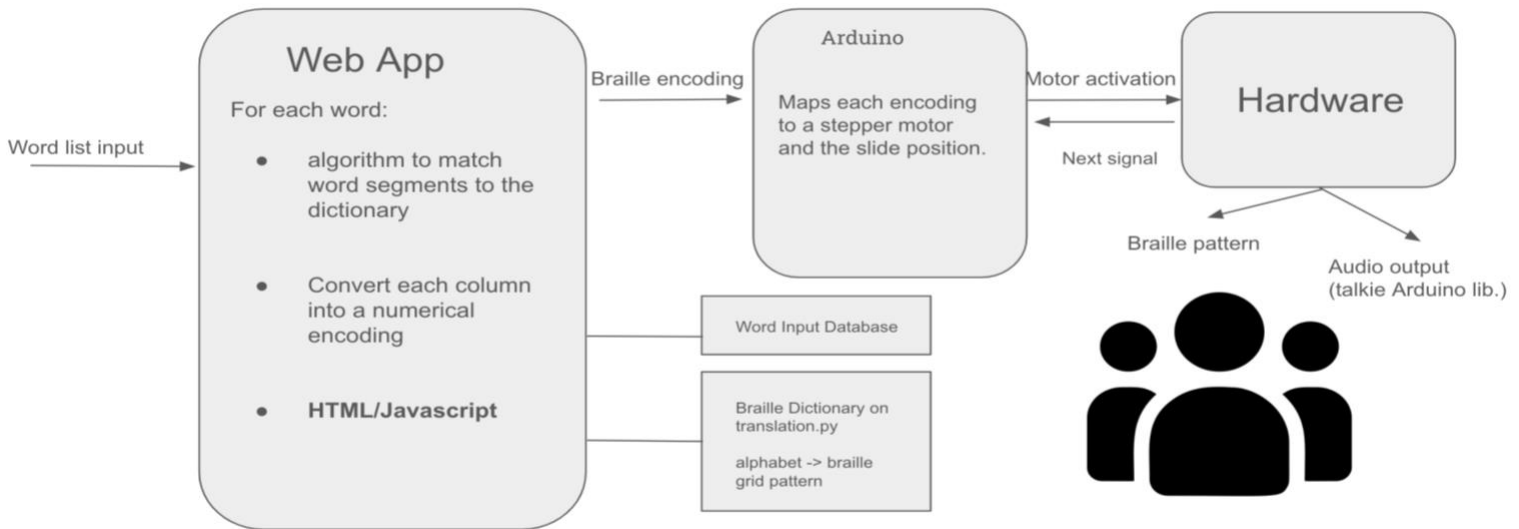 Word list input
Web App
For each word:
● algorithm to match
word segments to the
dictionary
● Convert each column
into a numerical
encoding
● HTML/Javascript
Braille encoding
Arduino
Maps each encoding
to a stepper motor
and the slide position.
Word Input Database
Braille Dictionary on
translation.py
alphabet -> braille
grid pattern
Motor activation
Next signal
Hardware
Braille pattern
Audio output
(talkie Arduino lib.)